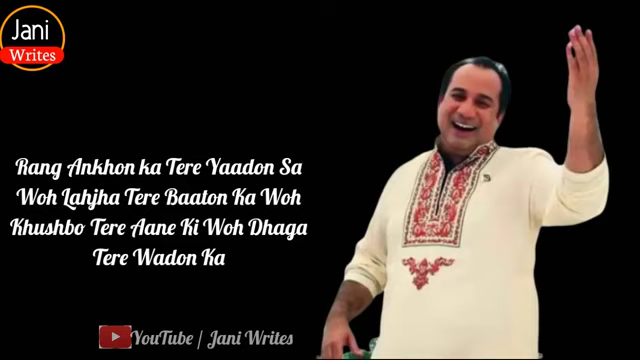 Jani
Writes
Rang Ankhon ka Tere Yaadon Sa
Woh Lahjha Tere Baaton Ka Woh
Khushbo Tere Aane Ki Woh Dhaga
Tere Wadon Ka
YouTube / Jani Writes